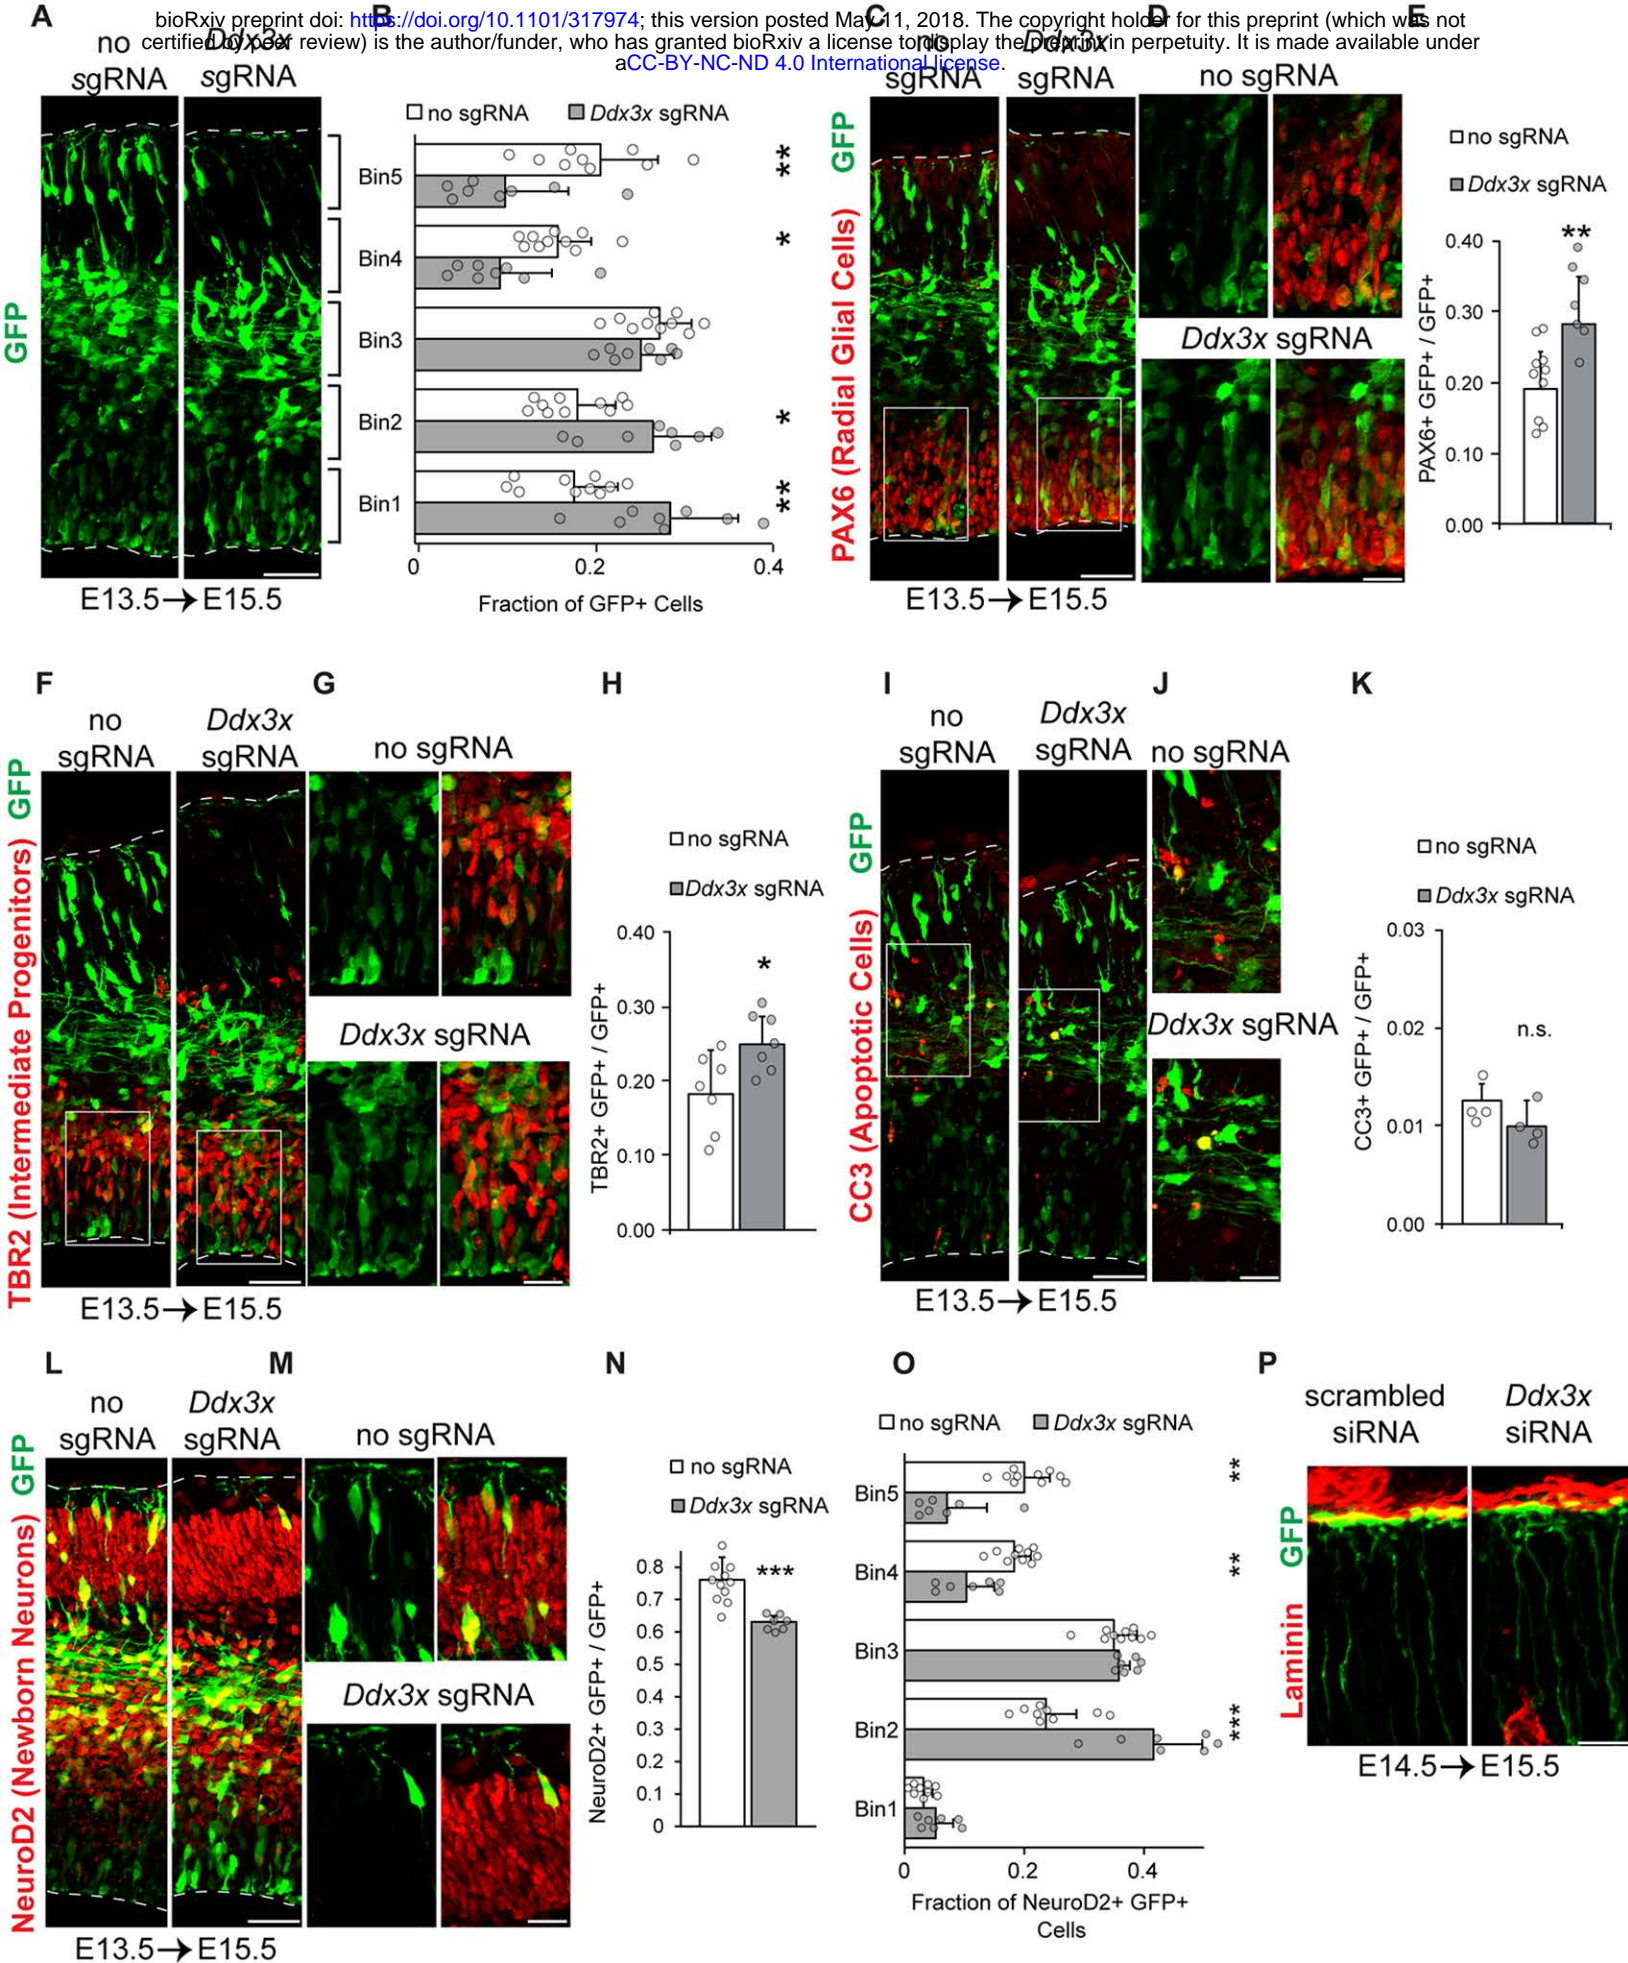 bioRxiv preprint doi: https://doi.org/10.1101/317974; this version posted May 11, 2018. The copyright holder for this preprint (which was not
certified by peer review) is the author/funder, who has granted bioRxiv a license to display the preprint in perpetuity. It is made available under
aCC-BY-NC-ND 4.0 International license.
A
no
sgRNA
Ddx3x
sgRNA
GFP
E13.5→E15.5
B
no sgRNA
Ddx3x sgRNA
Bin5
**
Bin4
*
Bin3
Bin2
*
Bin1
**
0
0.2
0.4
Fraction of GFP+ Cells
C
no
sgRNA
Ddx3x
sgRNA
PAX6 (Radial Glial Cells) GFP
E13.5→E15.5
D
no sgRNA
Ddx3x sgRNA
E
no sgRNA
Ddx3x sgRNA
**
0.40
0.30
0.20
0.10
0.00
PAX6+ GFP+ / GFP+
F
no
sgRNA
Ddx3x
sgRNA
TBR2 (Intermediate Progenitors) GFP
E13.5→E15.5
G
no sgRNA
Ddx3x sgRNA
H
no sgRNA
Ddx3x sgRNA
*
0.40
0.30
0.20
0.10
0.00
TBR2+ GFP+ / GFP+
I
no
sgRNA
Ddx3x
sgRNA
CC3 (Apoptotic Cells) GFP
E13.5→E15.5
J
no sgRNA
Ddx3x sgRNA
K
no sgRNA
Ddx3x sgRNA
n.s.
0.03
0.02
0.01
0.00
CC3+ GFP+ / GFP+
L
no
sgRNA
Ddx3x
sgRNA
NeuroD2 (Newborn Neurons) GFP
E13.5→E15.5
M
no sgRNA
Ddx3x sgRNA
N
no sgRNA
Ddx3x sgRNA
***
0.8
0.7
0.6
0.5
0.4
0.3
0.2
0.1
0
NeuroD2+ GFP+ / GFP+
O
no sgRNA
Ddx3x sgRNA
Bin5
**
Bin4
**
Bin3
Bin2
***
Bin1
0
0.2
0.4
Fraction of NeuroD2+ GFP+
Cells
P
scrambled
siRNA
Ddx3x
siRNA
Laminin GFP
E14.5→E15.5